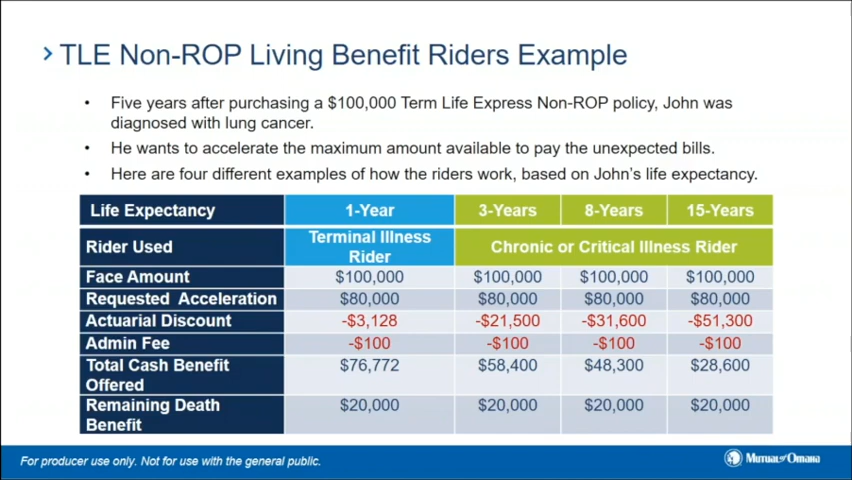 TLE Non-ROP Living Benefit Riders Example
• Five years after purchasing a $100,000 Term Life Express Non-ROP policy, John was
diagnosed with lung cancer.
• He wants to accelerate the maximum amount available to pay the unexpected bills.
• Here are four different examples of how the riders work, based on John's life expectancy.
Life Expectancy 1-Year 3-Years 8-Years 15-Years
Rider Used Terminal Illness Rider Chronic or Critical Illness Rider
Face Amount $100,000 $100,000 $100,000 $100,000
Requested Acceleration $80,000 $80,000 $80,000 $80,000
Actuarial Discount -$3,128 -$21,500 -$31,600 -$51,300
Admin Fee -$100 -$100 -$100 -$100
Total Cash Benefit Offered $76,772 $58,400 $48,300 $28,600
Remaining Death Benefit $20,000 $20,000 $20,000 $20,000
For producer use only. Not for use with the general public.
Mutual of Omaha